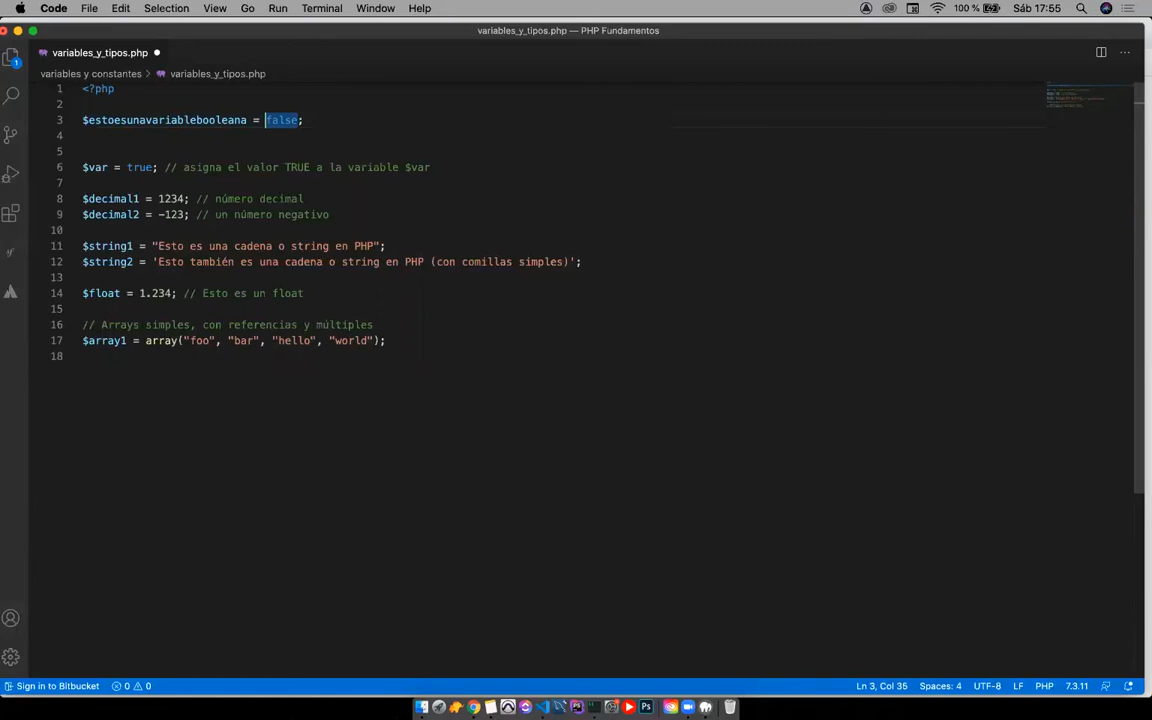 Code File Edit Selection View Go Run Terminal Window Help 100 % Sáb 17:55
variables_y_tipos.php — PHP Fundamentos
variables_y_tipos.php
variables y constantes > variables_y_tipos.php
1 <?php
2
3 $estoesunavariablebooleana = false;
4
5
6 $var = true; // asigna el valor TRUE a la variable $var
7
8 $decimal1 = 1234; // número decimal
9 $decimal2 = -123; // un número negativo
10
11 $string1 = "Esto es una cadena o string en PHP";
12 $string2 = 'Esto también es una cadena o string en PHP (con comillas simples)';
13
14 $float = 1.234; // Esto es un float
15
16 // Arrays simples, con referencias y múltiples
17 $array1 = array("foo", "bar", "hello", "world");
18
1
Sign in to Bitbucket 0 0 Ln 3, Col 35 Spaces: 4 UTF-8 LF PHP 7.3.11
Ps